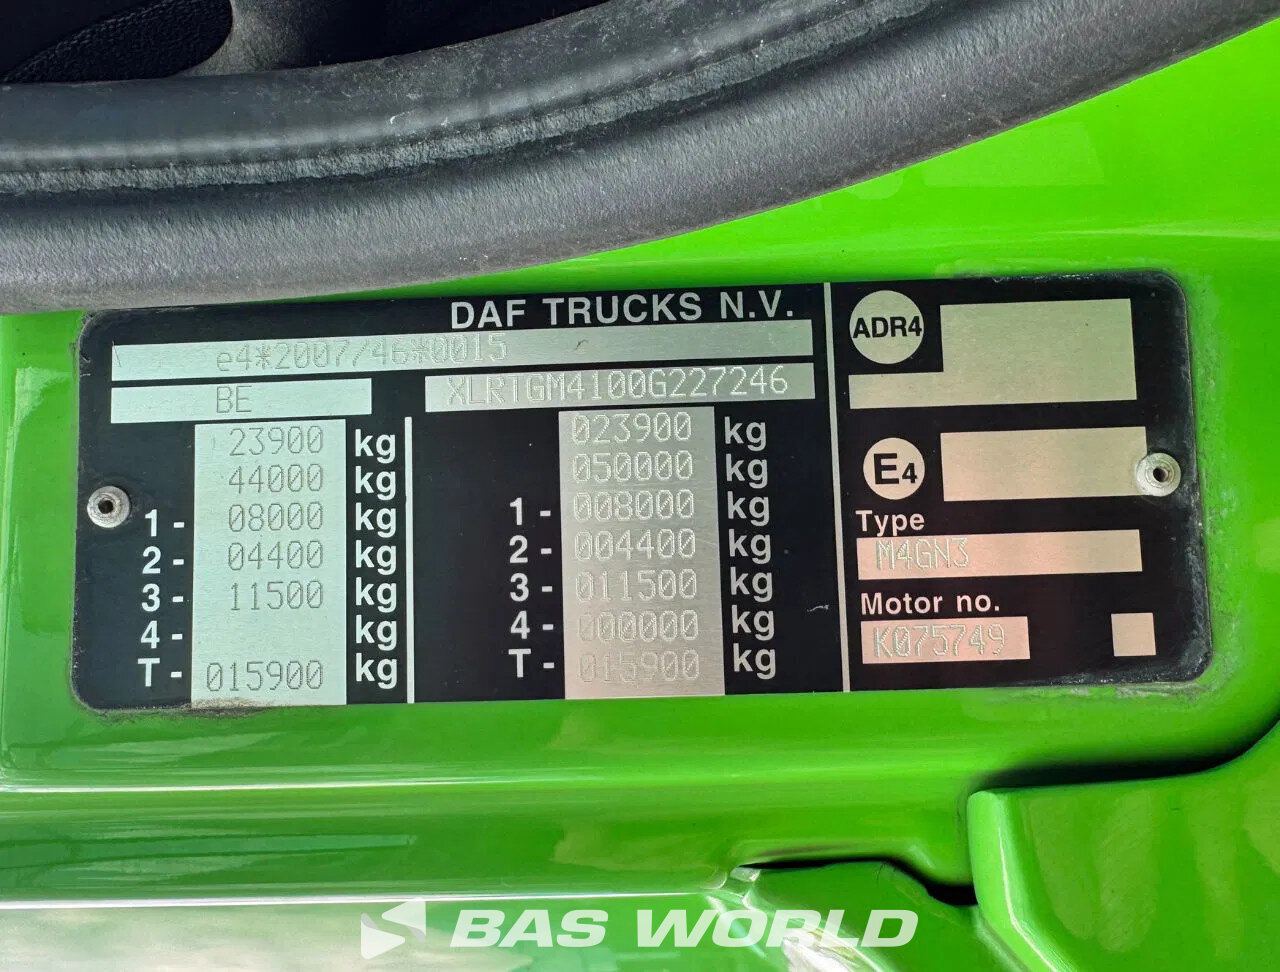 DAF TRUCKS N.V.
e4*2007/46*0015
BE
XLRTGM4100G227246
23900 kg
44000 kg
1- 08000 kg
2- 04400 kg
3- 11500 kg
4- kg
T- 015900 kg
023900 kg
050000 kg
1- 008000 kg
2- 004400 kg
3- 011500 kg
4- 000000 kg
T- 015900 kg
ADR4
E4
Type
M4GN3
Motor no.
K075749
BAS WORLD